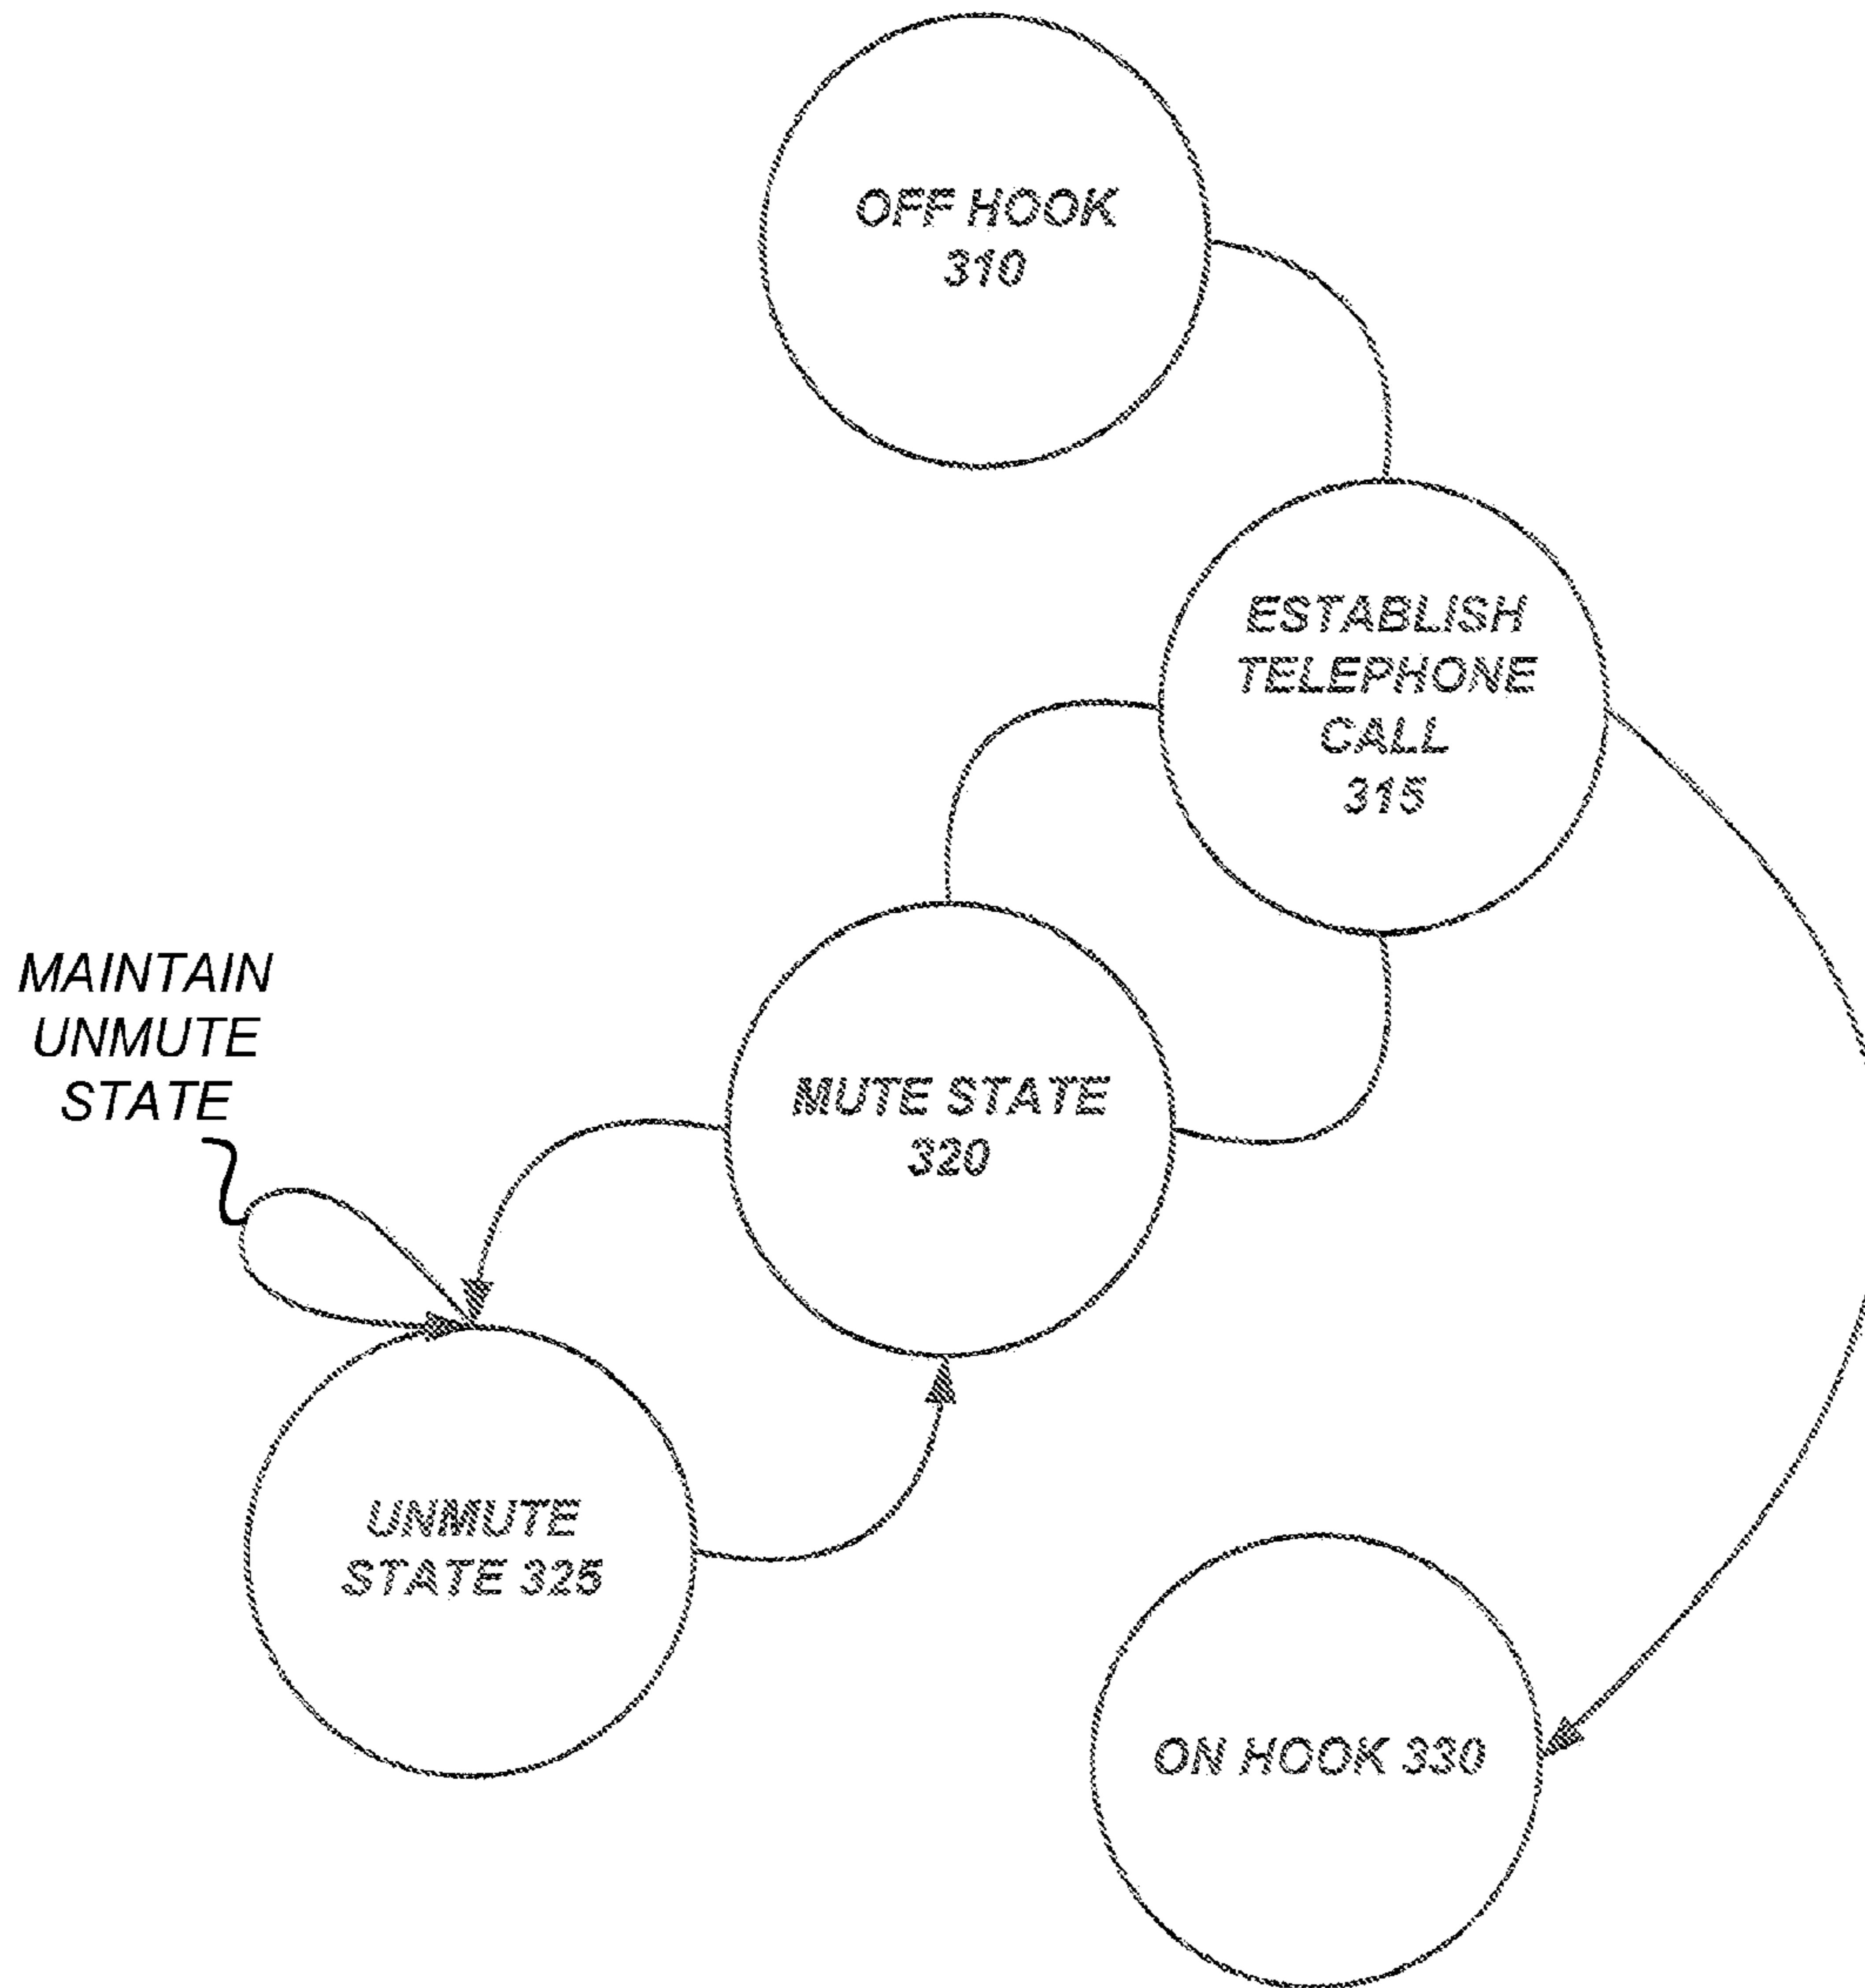 OFF HOOK
310
ESTABLISH
TELEPHONE
CALL
315
MAINTAIN
UNMUTE
STATE
MUTE STATE
320
UNMUTE
STATE 325
ON HOOK 330